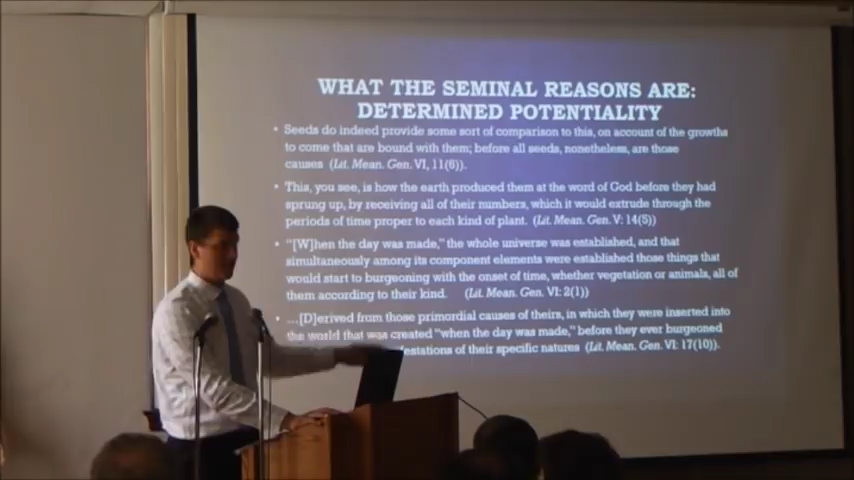 WHAT THE SEMINAL REASONS ARE:
DETERMINED POTENTIALITY
• Seeds do indeed provide some sort of comparison to this, on account of the growths
to come that are bound with them; before all seeds, nonetheless, are those
causes (Lit. Mean. Gen. VI, 11(6)).
• This, you see, is how the earth produced them at the word of God before they had
sprung up, by receiving all of their numbers, which it would extrude through the
periods of time proper to each kind of plant. (Lit. Mean. Gen. V: 14(5))
• "[W]hen the day was made," the whole universe was established, and that
simultaneously among its component elements were established those things that
would start to burgeoning with the onset of time, whether vegetation or animals, all of
them according to their kind. (Lit. Mean. Gen. VI: 2(1))
• …[D]erived from those primordial causes of theirs, in which they were inserted into
the world that was created "when the day was made," before they ever burgeoned
festations of their specific natures (Lit. Mean. Gen. VI: 17(10)).